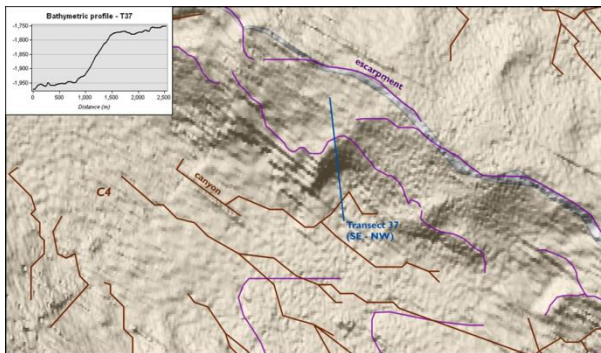 Bathymetric profile - T37
-1,750
-1,800
-1,850
-1,900
-1,950
0
500
1,000
1,500
2,000
2,500
Distance (m)
escarpment
canyon
C4
Transect 37
(SE - NW)